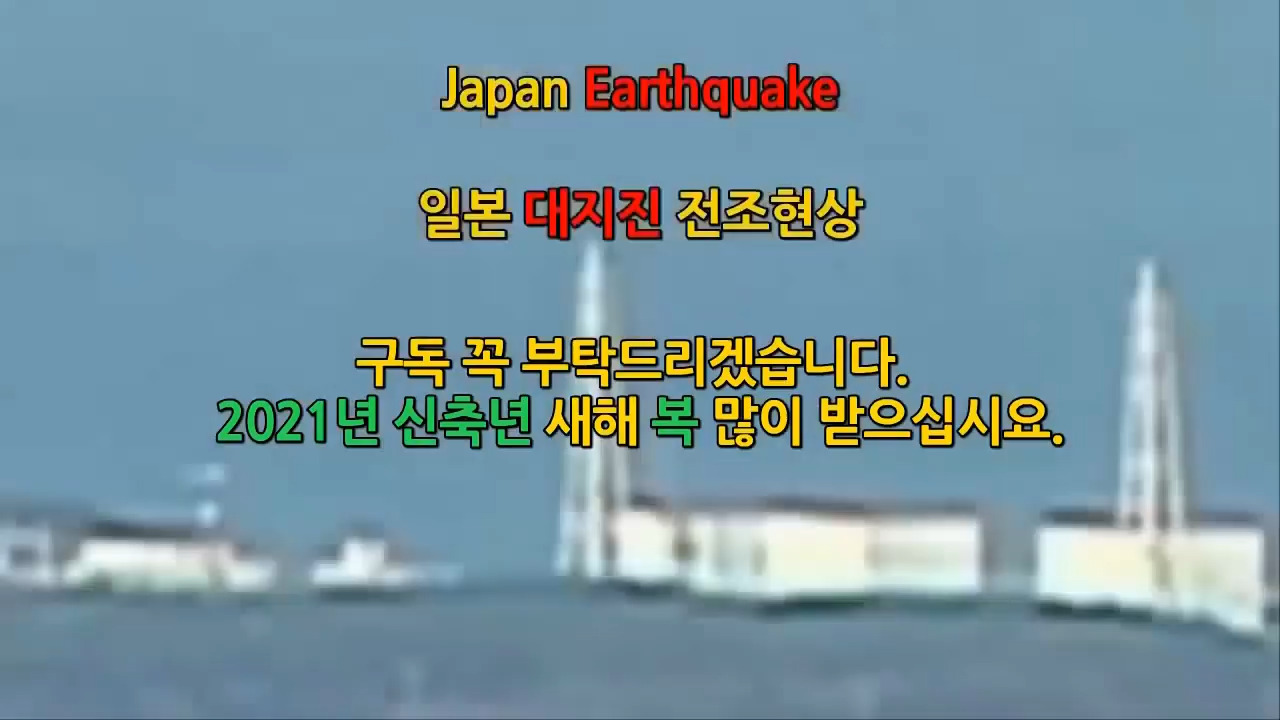 Japan Earthquake
일본 대지진 전조현상
구독 꼭 부탁드리겠습니다.
2021년 신축년 새해 복 많이 받으십시요.